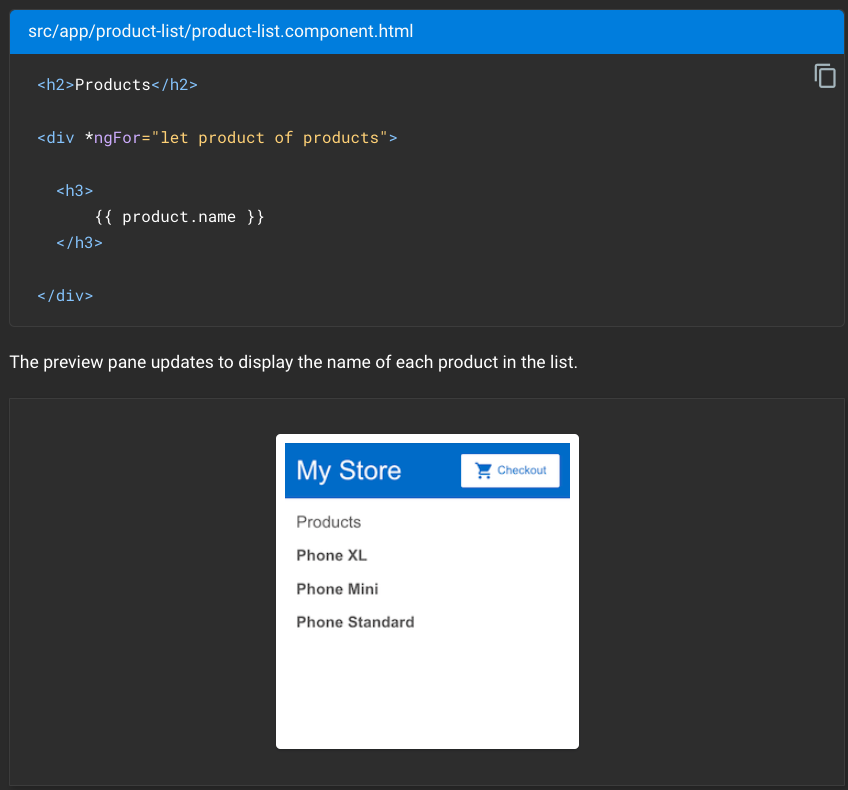 src/app/product-list/product-list.component.html
<h2>Products</h2>
<div *ngFor="let product of products">
<h3>
{{ product.name }}
</h3>
</div>
The preview pane updates to display the name of each product in the list.
My Store
Checkout
Products
Phone XL
Phone Mini
Phone Standard